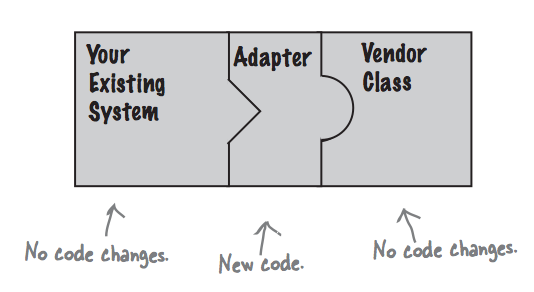 Your
Existing
System
Adapter
Vendor
Class
No code changes.
New code.
No code changes.